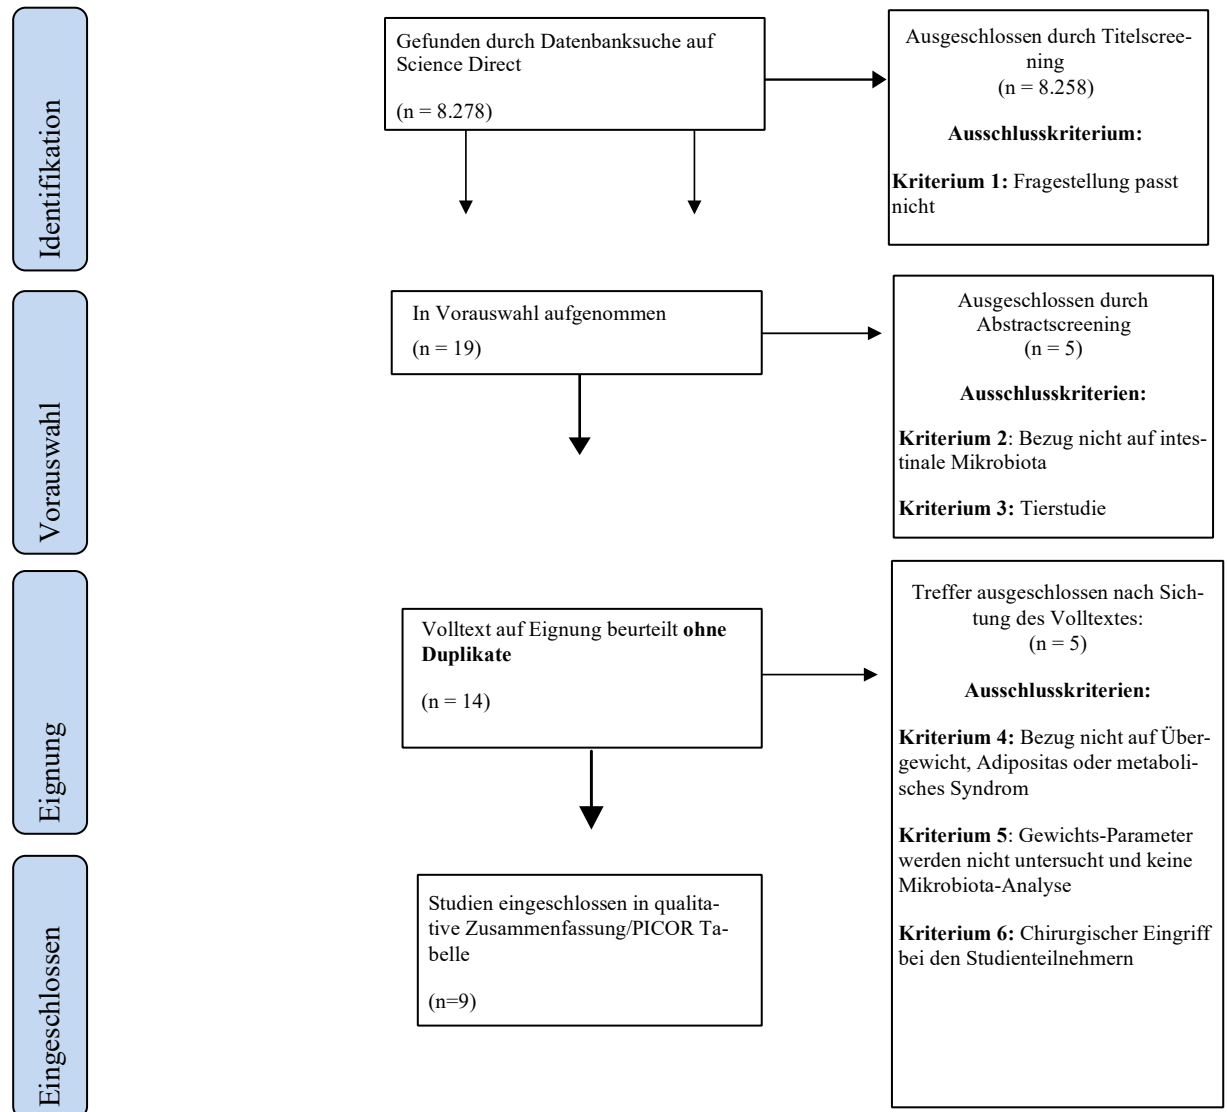 Identifikation
Gefunden durch Datenbanksuche auf
Science Direct
(n = 8.278)
Ausgeschlossen durch Titelscree-
ning
(n = 8.258)
Ausschlusskriterium:
Kriterium 1: Fragestellung passt
nicht
Vorauswahl
In Vorauswahl aufgenommen
(n = 19)
Ausgeschlossen durch
Abstractscreening
(n = 5)
Ausschlusskriterien:
Kriterium 2: Bezug nicht auf intes-
tinale Mikrobiota
Kriterium 3: Tierstudie
Eignung
Volltext auf Eignung beurteilt ohne
Duplikate
(n = 14)
Treffer ausgeschlossen nach Sich-
tung des Volltextes:
(n = 5)
Ausschlusskriterien:
Kriterium 4: Bezug nicht auf Über-
gewicht, Adipositas oder metaboli-
sches Syndrom
Kriterium 5: Gewichts-Parameter
werden nicht untersucht und keine
Mikrobiota-Analyse
Kriterium 6: Chirurgischer Eingriff
bei den Studienteilnehmern
Eingeschlossen
Studien eingeschlossen in qualita-
tive Zusammenfassung/PICOR Ta-
belle
(n=9)